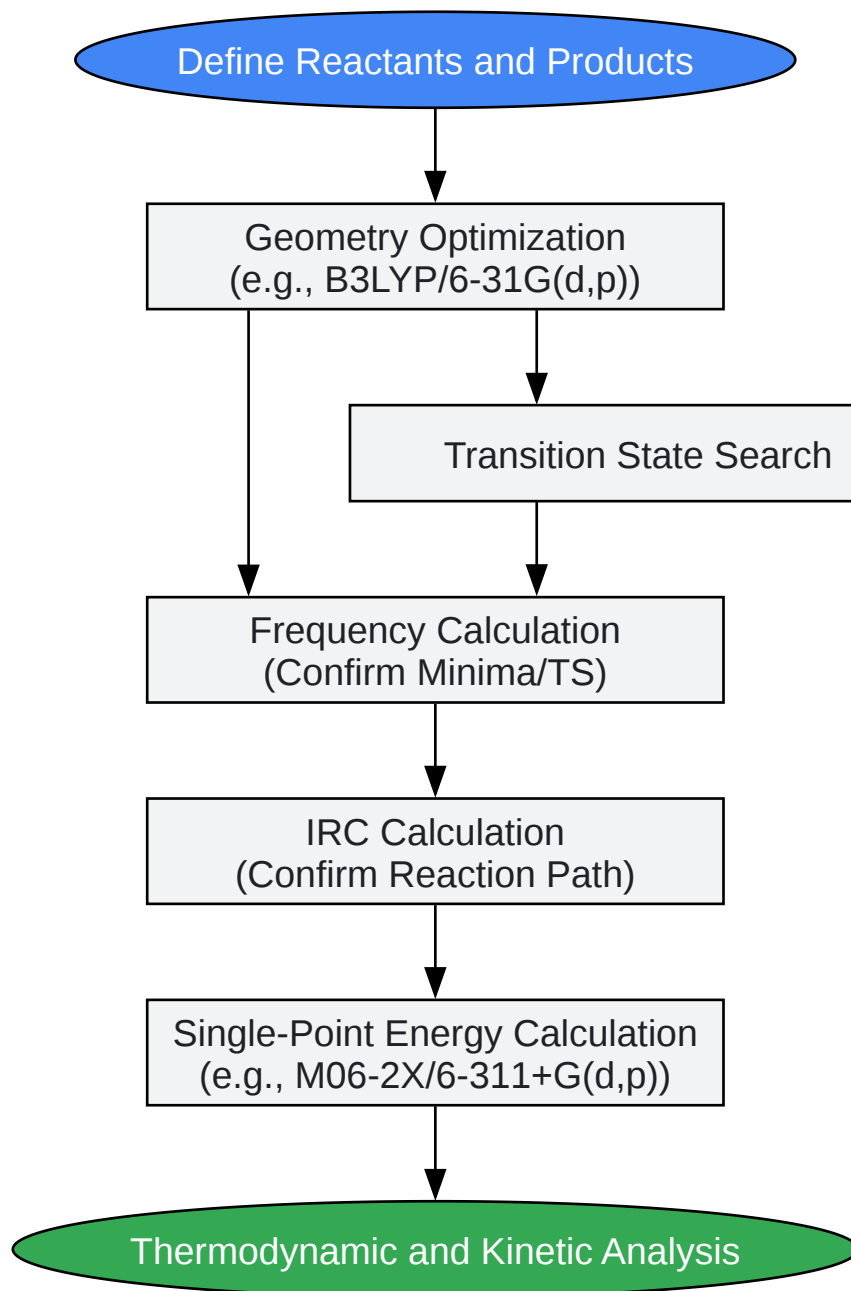 Define Reactants and Products
Geometry Optimization
(e.g., B3LYP/6-31G(d,p))
Transition State Search
Frequency Calculation
(Confirm Minima/TS)
IRC Calculation
(Confirm Reaction Path)
Single-Point Energy Calculation
(e.g., M06-2X/6-311+G(d,p))
Thermodynamic and Kinetic Analysis